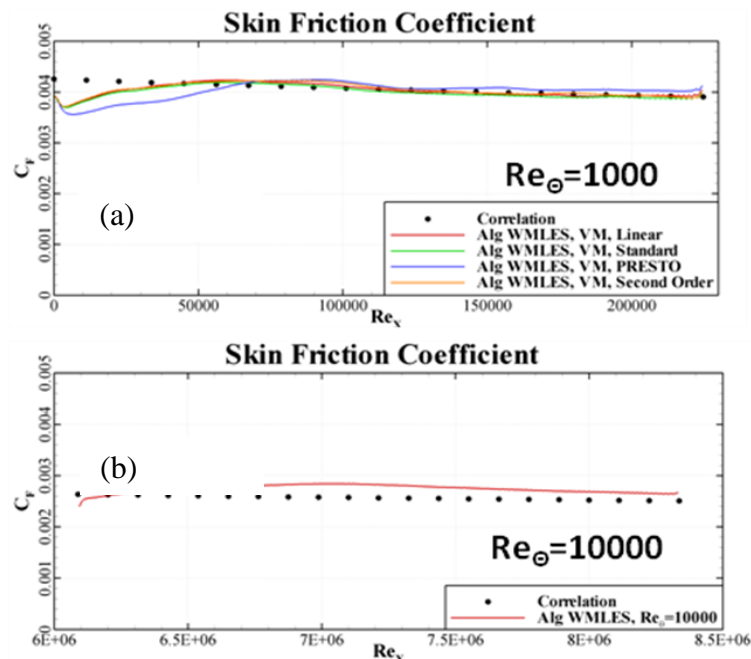 Skin Friction Coefficient
0.005
0.004
0.003
0.002
0.001
0
C_F
(a)
Re_Θ=1000
Correlation
Alg WMLES, VM, Linear
Alg WMLES, VM, Standard
Alg WMLES, VM, PRESTO
Alg WMLES, VM, Second Order
0 50000 100000 150000 200000
Re_X
Skin Friction Coefficient
0.005
0.004
0.003
0.002
0.001
0
C_F
(b)
Re_Θ=10000
Correlation
Alg WMLES, Re_Θ=10000
6E+06 6.5E+06 7E+06 7.5E+06 8E+06 8.5E+06
Re_X